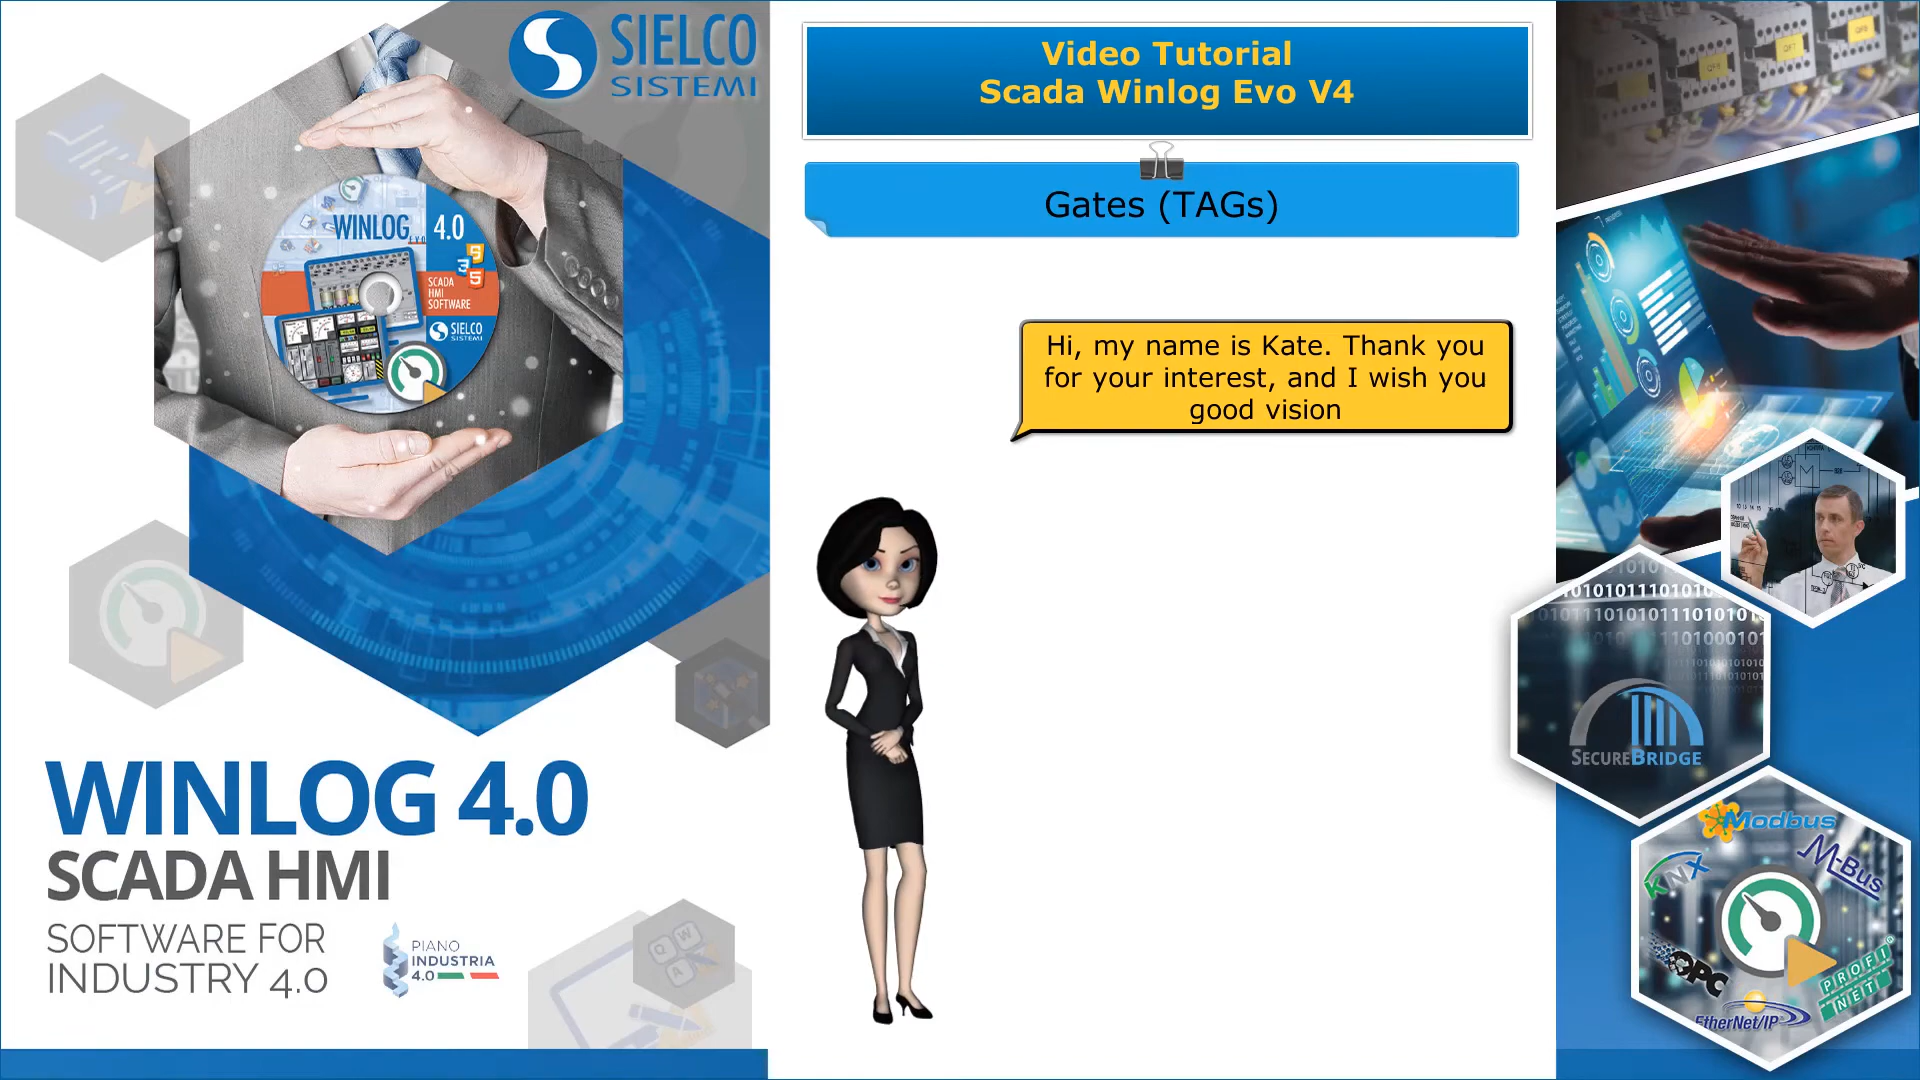 SIELCO
SISTEMI
WINLOG 4.0
EVO
SCADA
HMI
SOFTWARE
SIELCO
SISTEMI
WINLOG 4.0
SCADA HMI
SOFTWARE FOR
INDUSTRY 4.0
PIANO
INDUSTRIA
4.0
Q W
A
Video Tutorial
Scada Winlog Evo V4
Gates (TAGs)
Hi, my name is Kate. Thank you
for your interest, and I wish you
good vision
SECUREBRIDGE
Modbus
KNX
M-Bus
OPC
PROFI
NET
EtherNet/IP